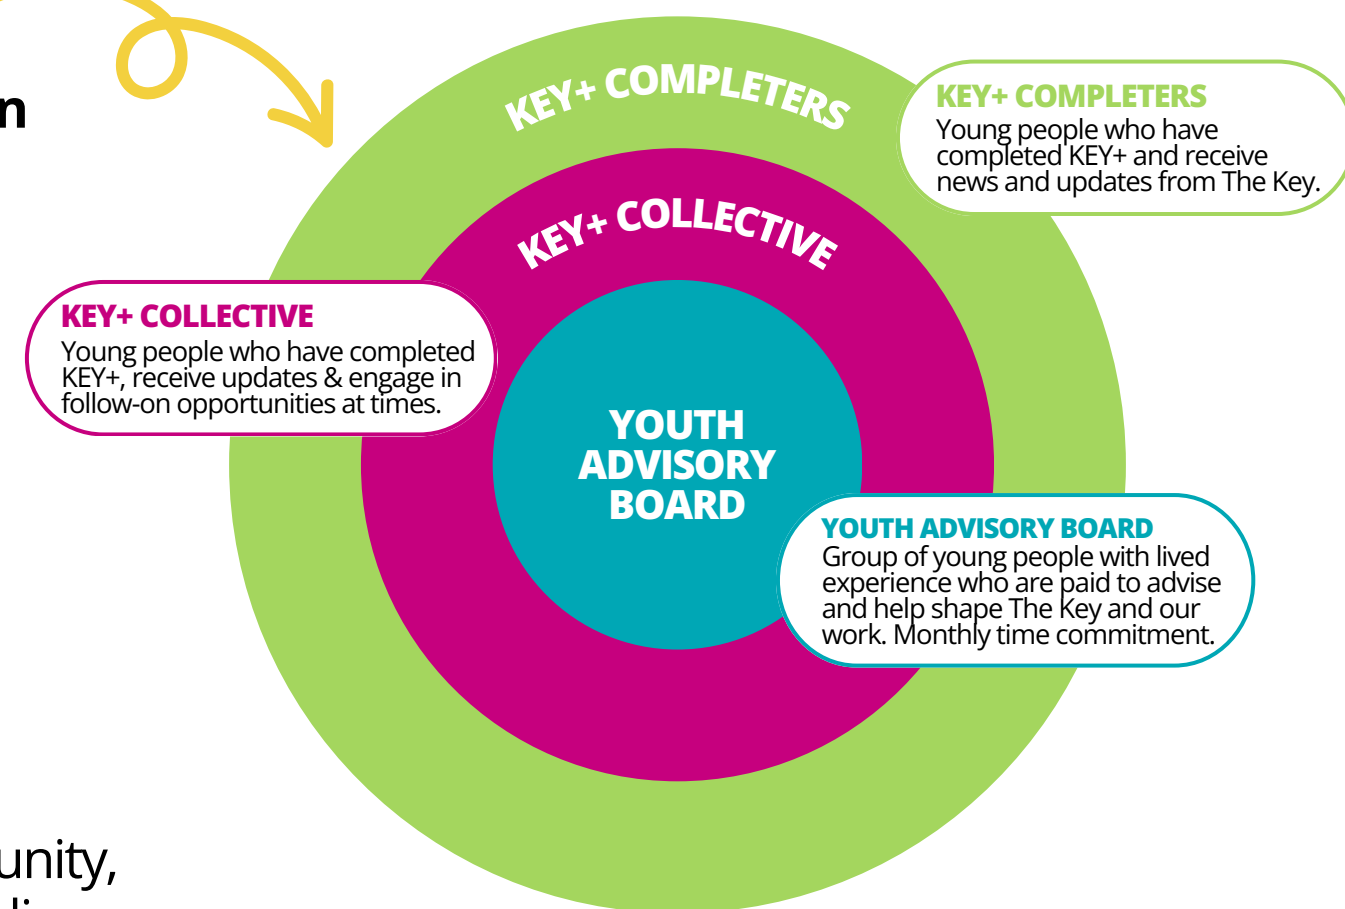 n
KEY+ COMPLETERS
KEY+ COMPLETERS
Young people who have
completed KEY+ and receive
news and updates from The Key.
KEY+ COLLECTIVE
KEY+ COLLECTIVE
Young people who have completed
KEY+, receive updates & engage in
follow-on opportunities at times.
YOUTH
ADVISORY
BOARD
YOUTH ADVISORY BOARD
Group of young people with lived
experience who are paid to advise
and help shape The Key and our
work. Monthly time commitment.
unity,